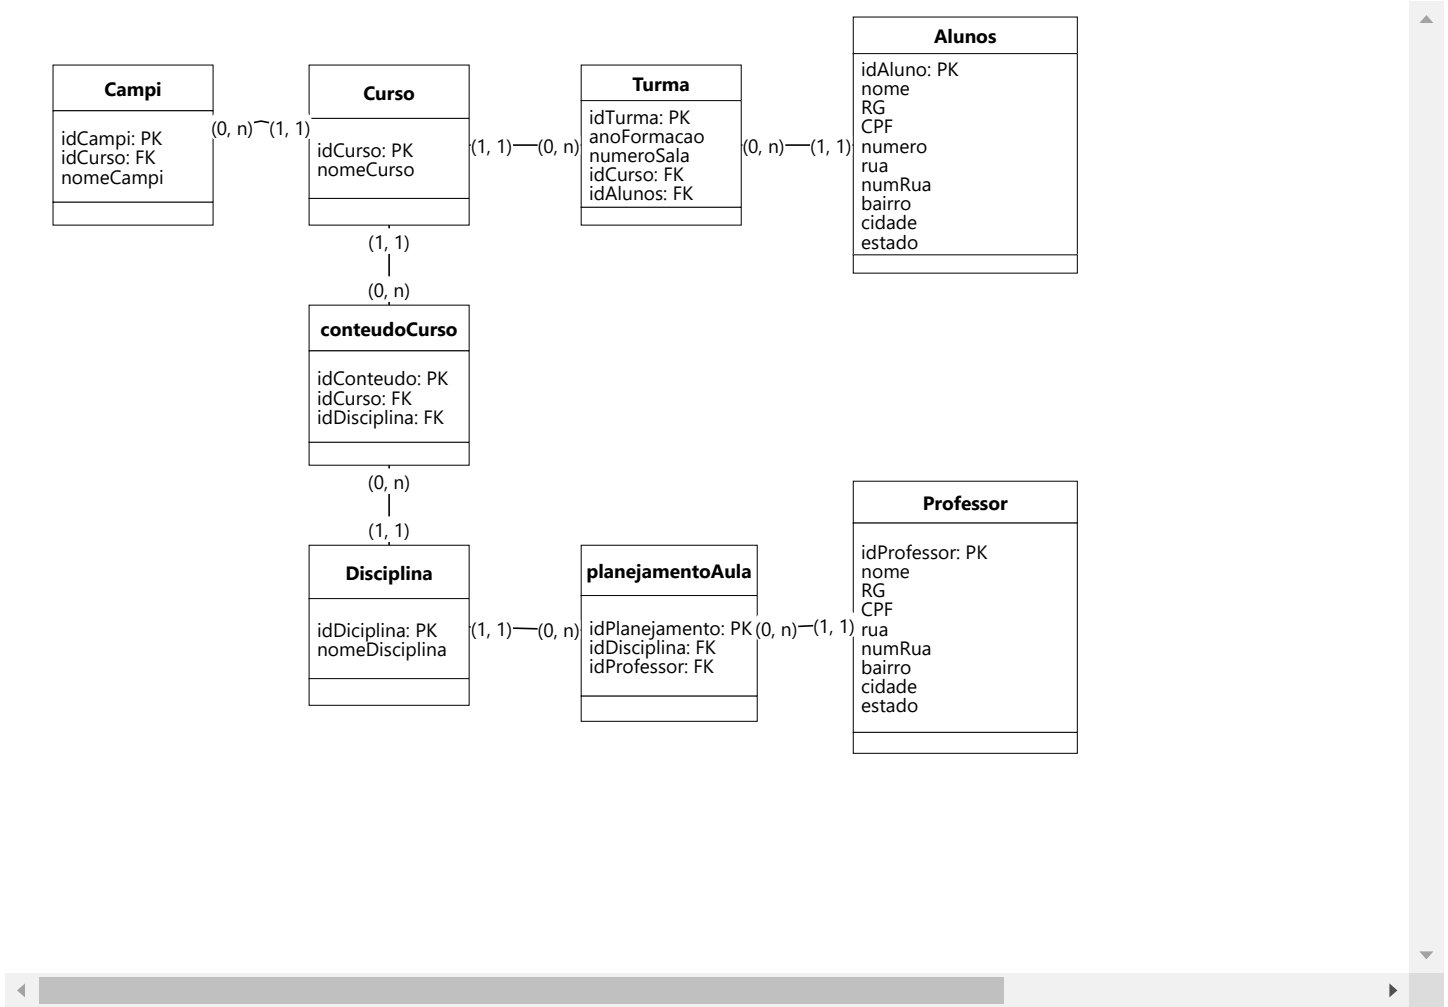 Campi
idCampi: PK
idCurso: FK
nomeCampi
(0, n)
(1, 1)
Curso
idCurso: PK
nomeCurso
(1, 1)
(0, n)
Turma
idTurma: PK
anoFormacao
numeroSala
idCurso: FK
idAlunos: FK
(0, n)
(1, 1)
Alunos
idAluno: PK
nome
RG
CPF
numero
rua
numRua
bairro
cidade
estado
(1, 1)
(0, n)
conteudoCurso
idConteudo: PK
idCurso: FK
idDisciplina: FK
(0, n)
(1, 1)
Disciplina
idDiciplina: PK
nomeDisciplina
(1, 1)
(0, n)
planejamentoAula
idPlanejamento: PK
idDisciplina: FK
idProfessor: FK
(0, n)
(1, 1)
Professor
idProfessor: PK
nome
RG
CPF
rua
numRua
bairro
cidade
estado